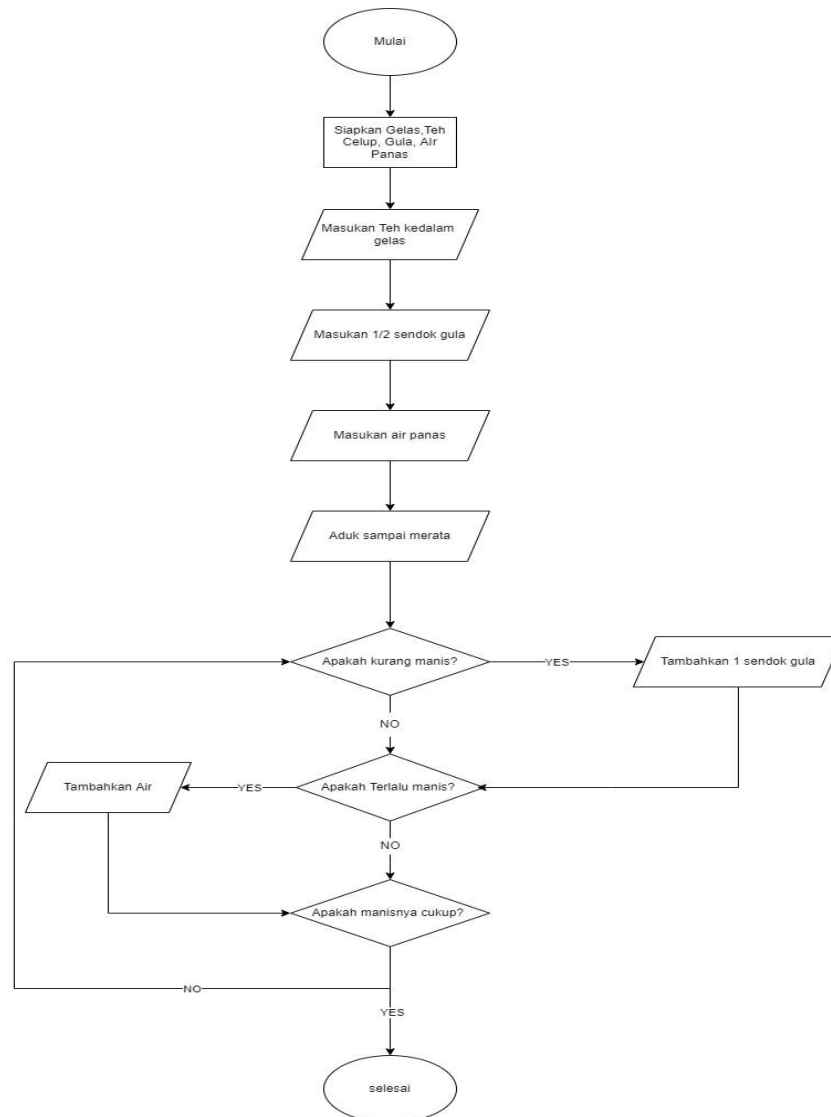 Mulai
Siapkan Gelas,Teh
Celup, Gula, AIr
Panas
Masukan Teh kedalam
gelas
Masukan 1/2 sendok gula
Masukan air panas
Aduk sampai merata
Apakah kurang manis?
YES
Tambahkan 1 sendok gula
NO
Tambahkan Air
YES
Apakah Terlalu manis?
NO
Apakah manisnya cukup?
NO
YES
selesai